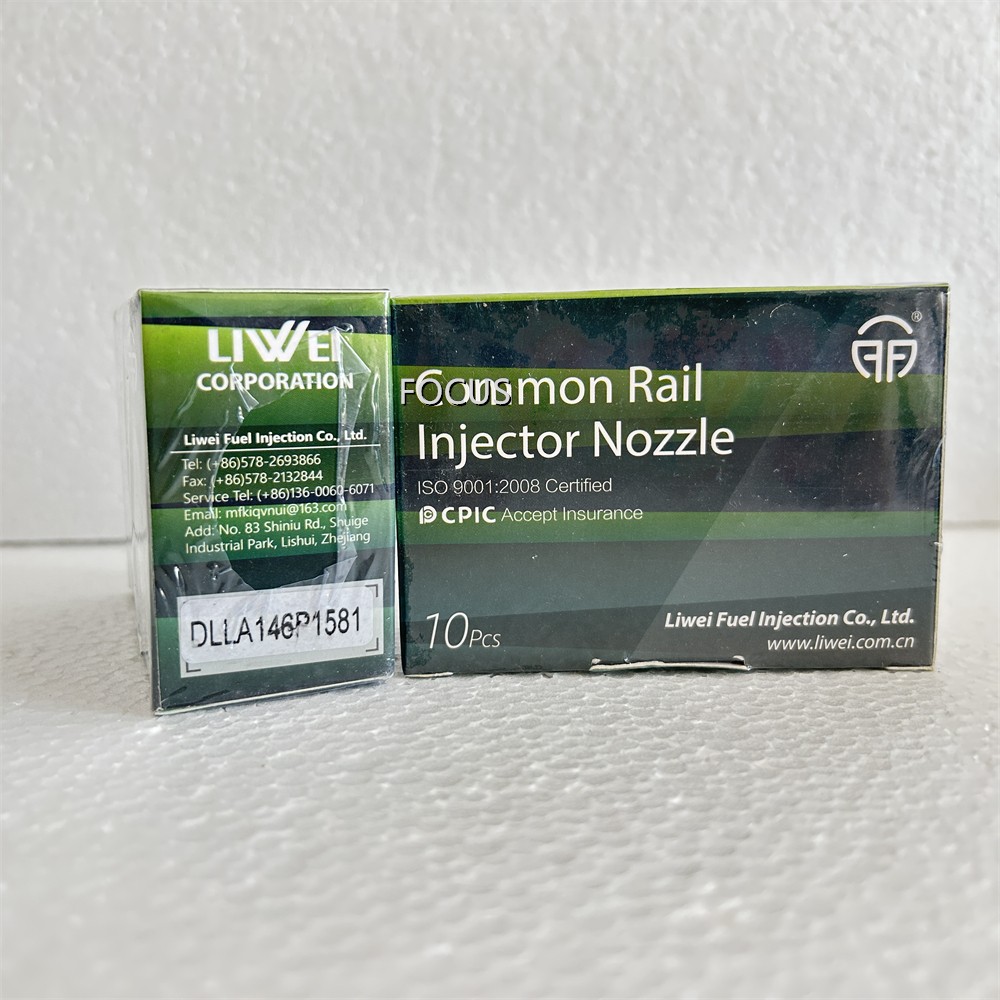 LIWEI
CORPORATION
Liwei Fuel Injection Co., Ltd.
Tel: (+86)578-2693866
Fax: (+86)578-2132844
Service Tel: (+86)136-0060-6071
Email: mfkiqvnui@163.com
Add: No. 83 Shiniu Rd., Shuige
Industrial Park, Lishui, Zhejiang
DLLA146P1581
FOCUS
Common Rail
Injector Nozzle
ISO 9001:2008 Certified
CPIC Accept Insurance
10Pcs
Liwei Fuel Injection Co., Ltd.
www.liwei.com.cn
®